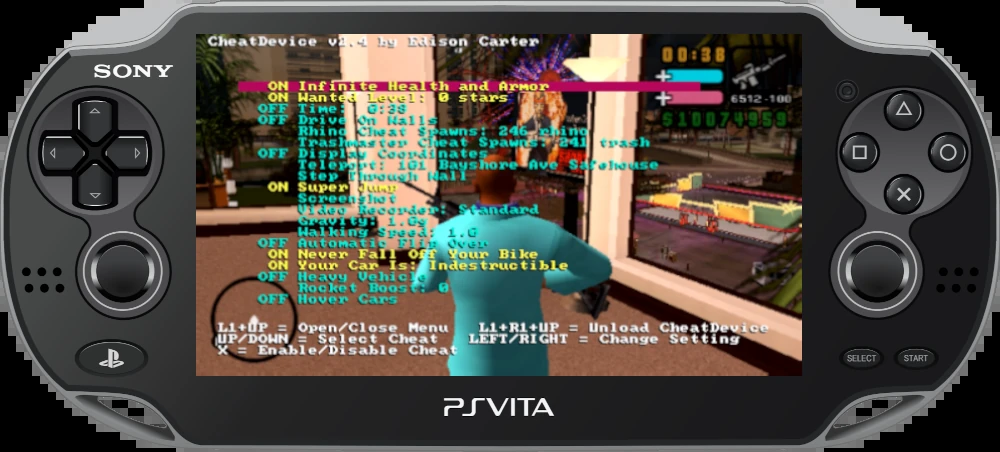 CheatDevice v1.4 by Edison Carter
SONY
00:38
ON Infinite Health and Armor
ON Wanted Level: 0 stars
6512-100
OFF Time: 0:38
$10074959
OFF Drive On Walls
Rhino Cheat Spawns: 246 rhino
Trashmaster Cheat Spawns: 241 trash
OFF Display Coordinates
Teleport: 101 Bayshore Ave Safehouse
Step Through Wall
ON Super Jump
Screenshot
Video Recorder: Standard
Gravity: 1.0g
Walking Speed: 1.0
OFF Automatic Flip Over
ON Never Fall Off Your Bike
ON Your Car Is: Indestructible
OFF Heavy Vehicle
Rocket Boost: 0
OFF Hover Cars
L1+UP = Open/Close Menu L1+R1+UP = Unload CheatDevice
UP/DOWN = Select Cheat LEFT/RIGHT = Change Setting
X = Enable/Disable Cheat
SELECT START
PSVITA